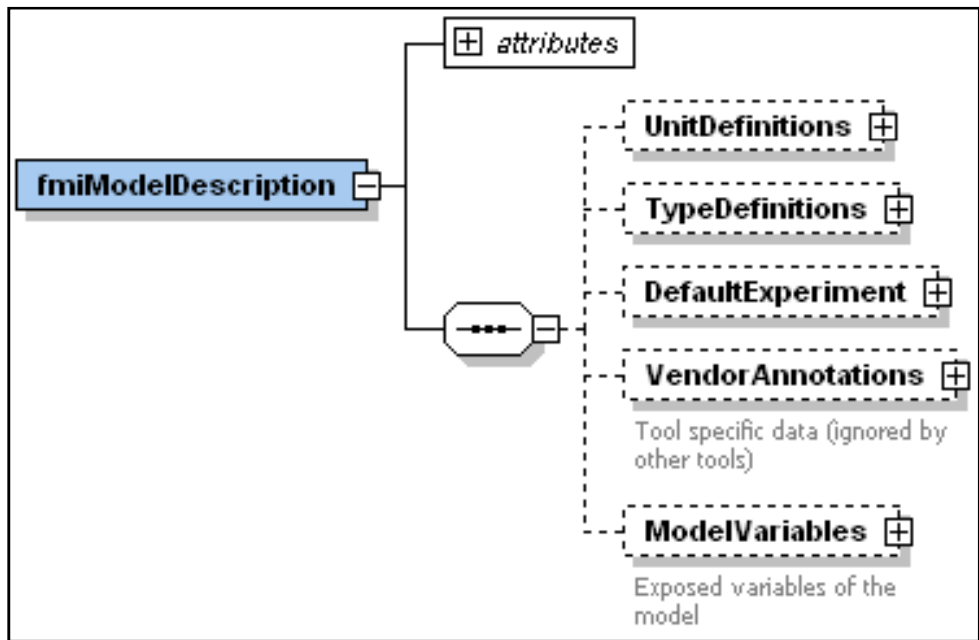 attributes
fmiModelDescription
UnitDefinitions
TypeDefinitions
DefaultExperiment
VendorAnnotations
Tool specific data (ignored by
other tools)
ModelVariables
Exposed variables of the
model